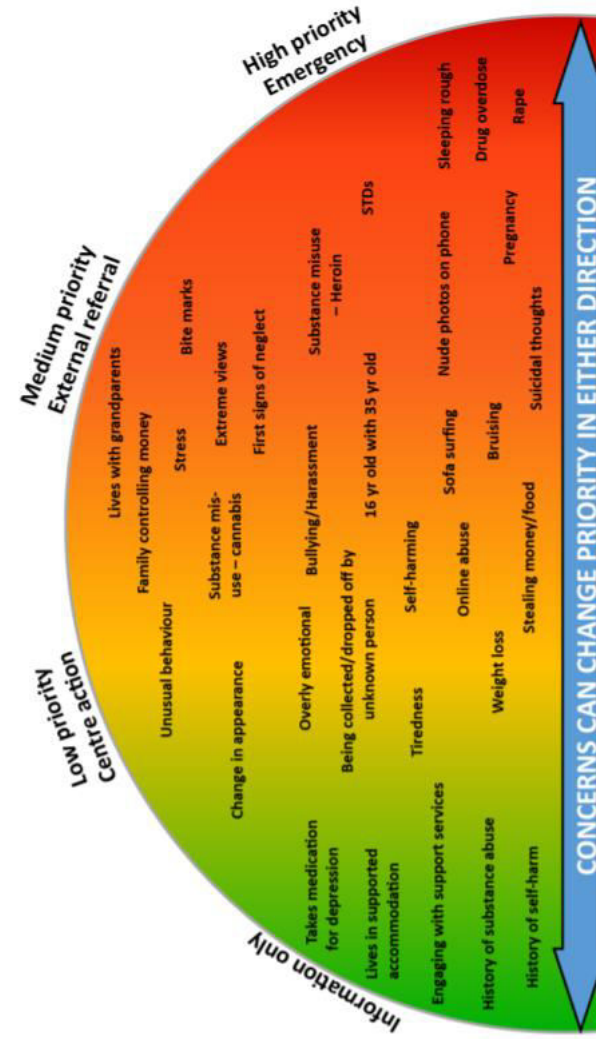 Information only
Low priority
Centre action
Medium priority
External referral
High priority
Emergency
Lives with grandparents
Family controlling money
Unusual behaviour
Stress
Bite marks
Substance mis-
use – cannabis
Extreme views
Change in appearance
First signs of neglect
Takes medication
for depression
Overly emotional
Bullying/Harassment
Substance misuse
– Heroin
Being collected/dropped off by
unknown person
Lives in supported
accommodation
16 yr old with 35 yr old
STDs
Tiredness
Self-harming
Engaging with support services
Sofa surfing
Nude photos on phone
Sleeping rough
Online abuse
History of substance abuse
Weight loss
Bruising
Drug overdose
Pregnancy
Rape
History of self-harm
Stealing money/food
Suicidal thoughts
CONCERNS CAN CHANGE PRIORITY IN EITHER DIRECTION